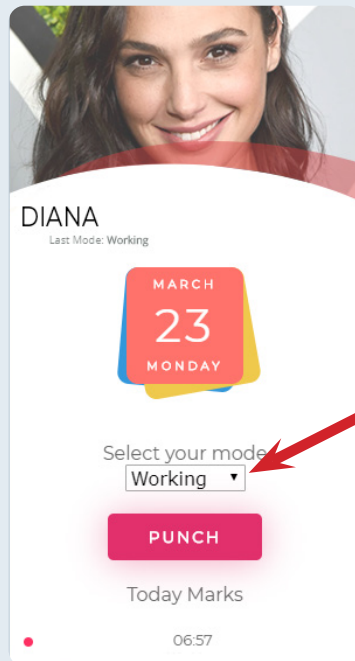 DIANA
Last Mode: Working
MARCH
23
MONDAY
Select your mode
Working
PUNCH
Today Marks
06:57